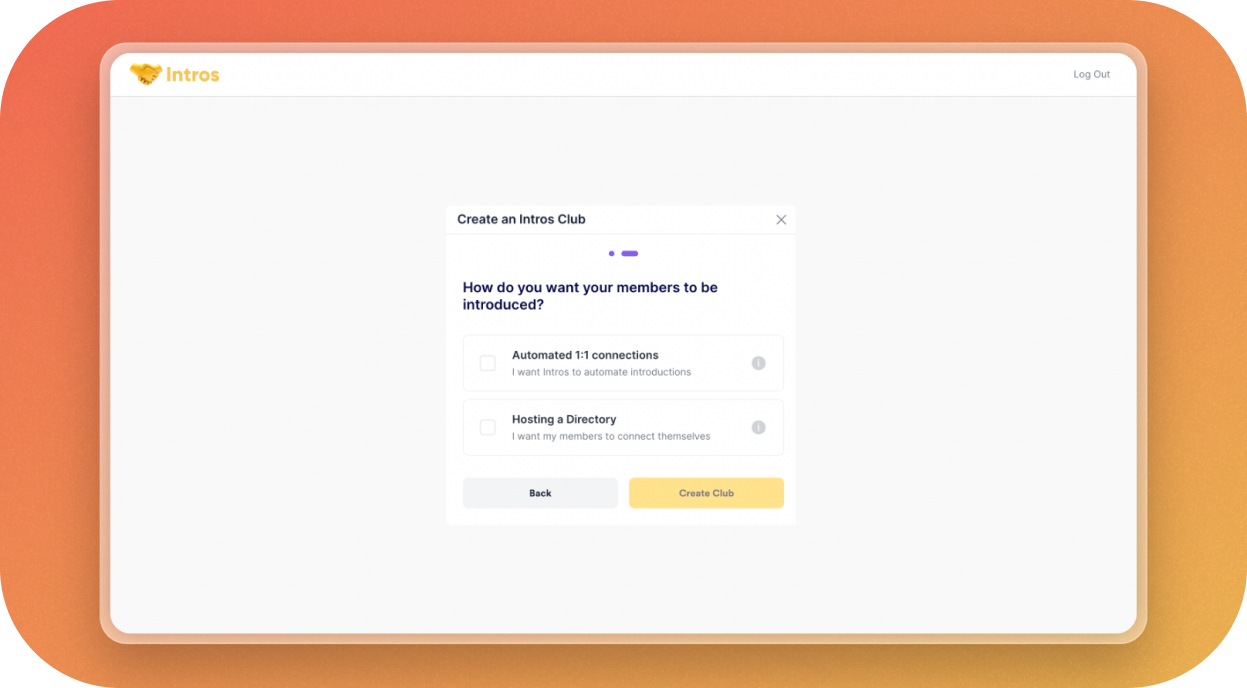 Intros
Log Out
Create an Intros Club
How do you want your members to be
introduced?
Automated 1:1 connections
I want Intros to automate introductions
Hosting a Directory
I want my members to connect themselves
Back
Create Club